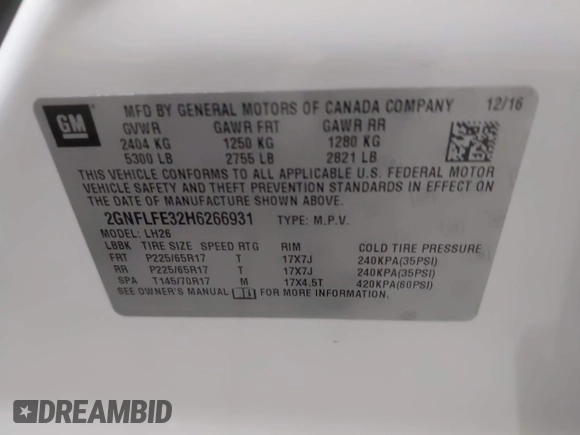 GM
MFD BY GENERAL MOTORS OF CANADA COMPANY 12/16
GVWR GAWR FRT GAWR RR
2404 KG 1250 KG 1280 KG
5300 LB 2755 LB 2821 LB
THIS VEHICLE CONFORMS TO ALL APPLICABLE U.S. FEDERAL MOTOR
VEHICLE SAFETY AND THEFT PREVENTION STANDARDS IN EFFECT ON
THE DATE OF MANUFACTURE SHOWN ABOVE.
2GNFLFE32H6266931 TYPE: M.P.V.
MODEL: LH26
LBBK TIRE SIZE SPEED RTG RIM COLD TIRE PRESSURE
FRT P225/65R17 T 17X7J 240KPA(35PSI)
RR P225/65R17 T 17X7J 240KPA(35PSI)
SPA T145/70R17 M 17X4.5T 420KPA(60PSI)
SEE OWNER'S MANUAL FOR MORE INFORMATION.
DREAMBID